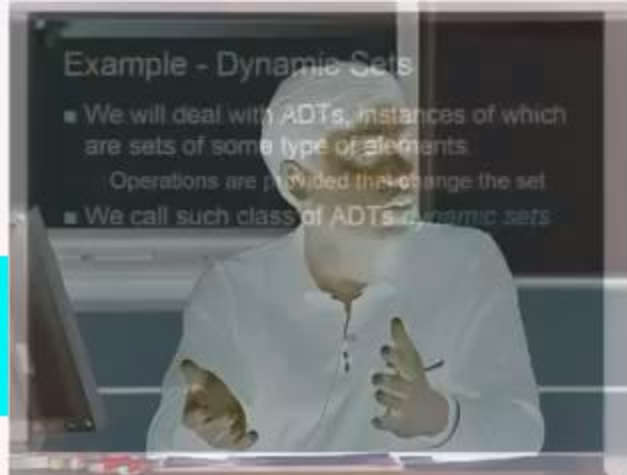 Example - Dynamic Sets
We will deal with ADTs, instances of which
are sets of some type of elements.
Operations are provided that change the set
We call such class of ADTs dynamic sets